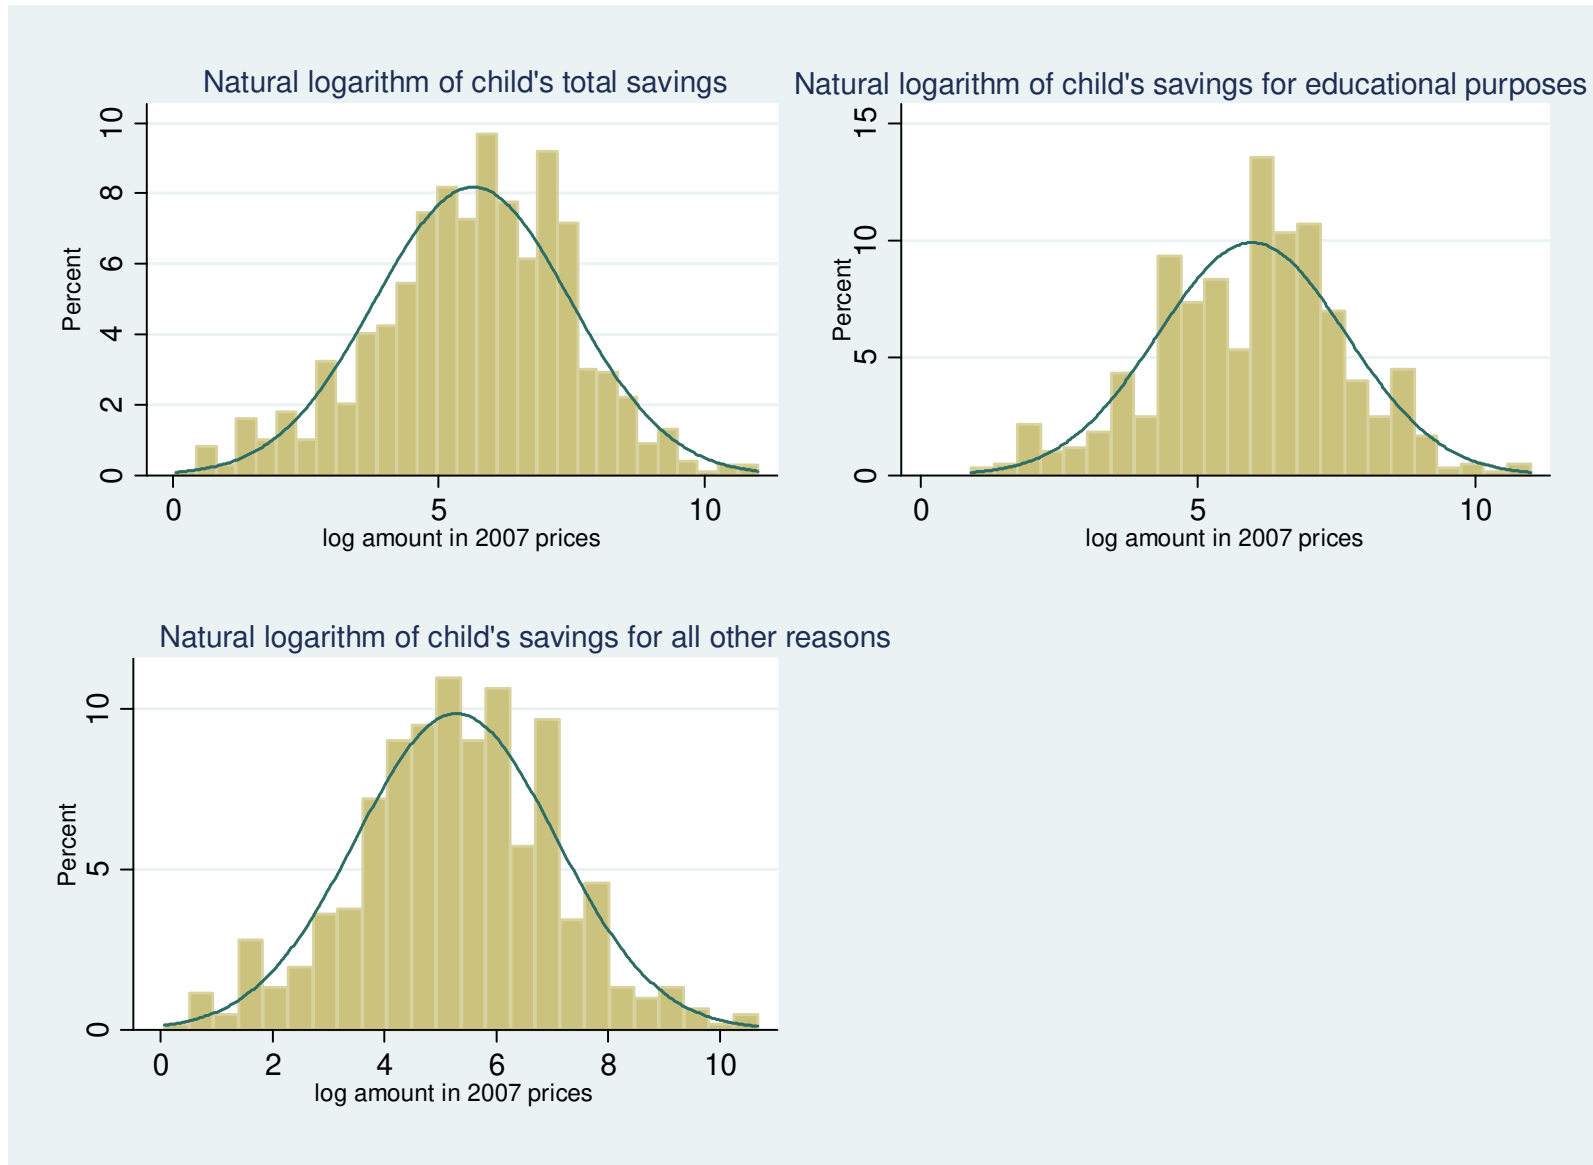 Natural logarithm of child's total savings
10
8
6
4
2
0
Percent
0 5 10
log amount in 2007 prices
Natural logarithm of child's savings for educational purposes
15
10
5
0
Percent
0 5 10
log amount in 2007 prices
Natural logarithm of child's savings for all other reasons
10
5
0
Percent
0 2 4 6 8 10
log amount in 2007 prices